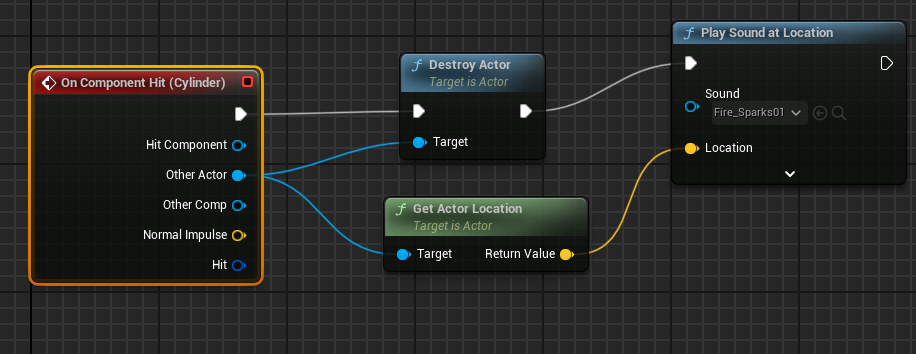 On Component Hit (Cylinder)
Hit Component
Other Actor
Other Comp
Normal Impulse
Hit
Destroy Actor
Target is Actor
Target
Get Actor Location
Target is Actor
Target Return Value
Play Sound at Location
Sound
Fire_Sparks01
Location